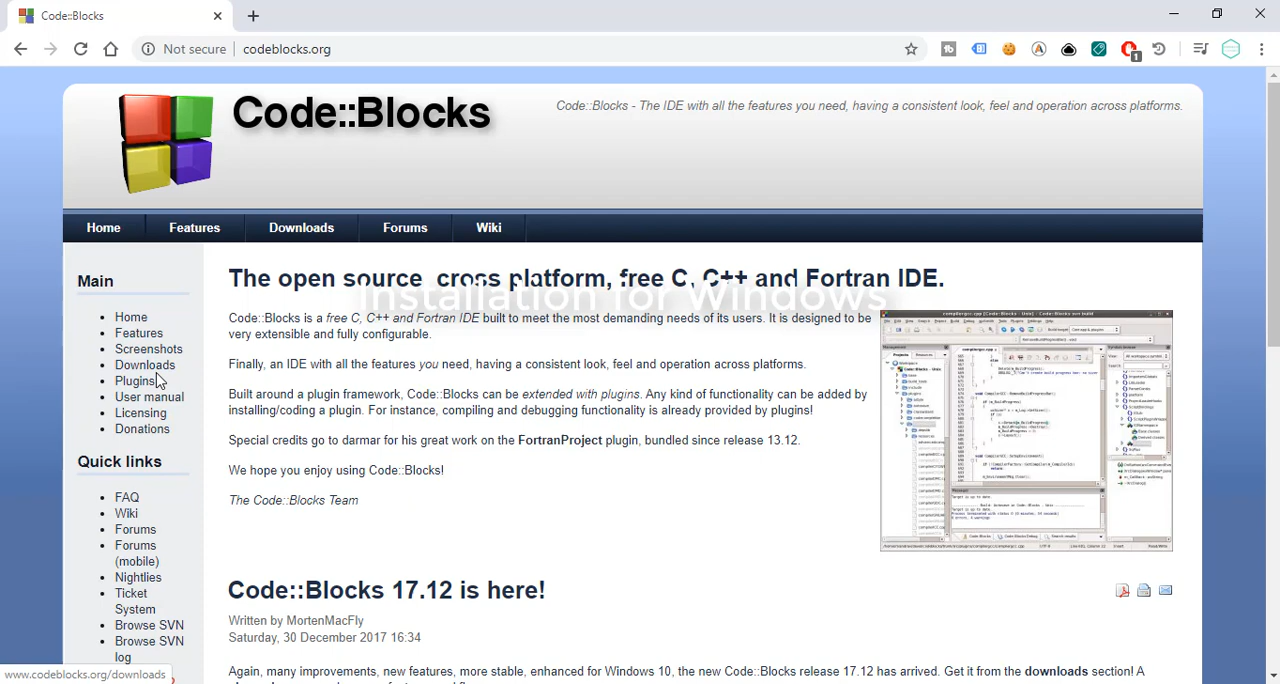 Code::Blocks
Not secure
codeblocks.org
1
Code::Blocks
Code::Blocks - The IDE with all the features you need, having a consistent look, feel and operation across platforms.
Home
Features
Downloads
Forums
Wiki
Main
Home
Features
Screenshots
Downloads
Plugins
User manual
Licensing
Donations
Quick links
FAQ
Wiki
Forums
Forums
(mobile)
Nightlies
Ticket
System
Browse SVN
Browse SVN
log
The open source, cross platform, free C, C++ and Fortran IDE.
Installation for Windows
Code::Blocks is a free C, C++ and Fortran IDE built to meet the most demanding needs of its users. It is designed to be
very extensible and fully configurable.
Finally, an IDE with all the features you need, having a consistent look, feel and operation across platforms.
Built around a plugin framework, Code::Blocks can be extended with plugins. Any kind of functionality can be added by
installing/coding a plugin. For instance, compiling and debugging functionality is already provided by plugins!
Special credits go to darmar for his great work on the FortranProject plugin, bundled since release 13.12.
We hope you enjoy using Code::Blocks!
The Code::Blocks Team
Code::Blocks 17.12 is here!
Written by MortenMacFly
Saturday, 30 December 2017 16:34
Again, many improvements, new features, more stable, enhanced for Windows 10, the new Code::Blocks release 17.12 has arrived. Get it from the downloads section! A
www.codeblocks.org/downloads